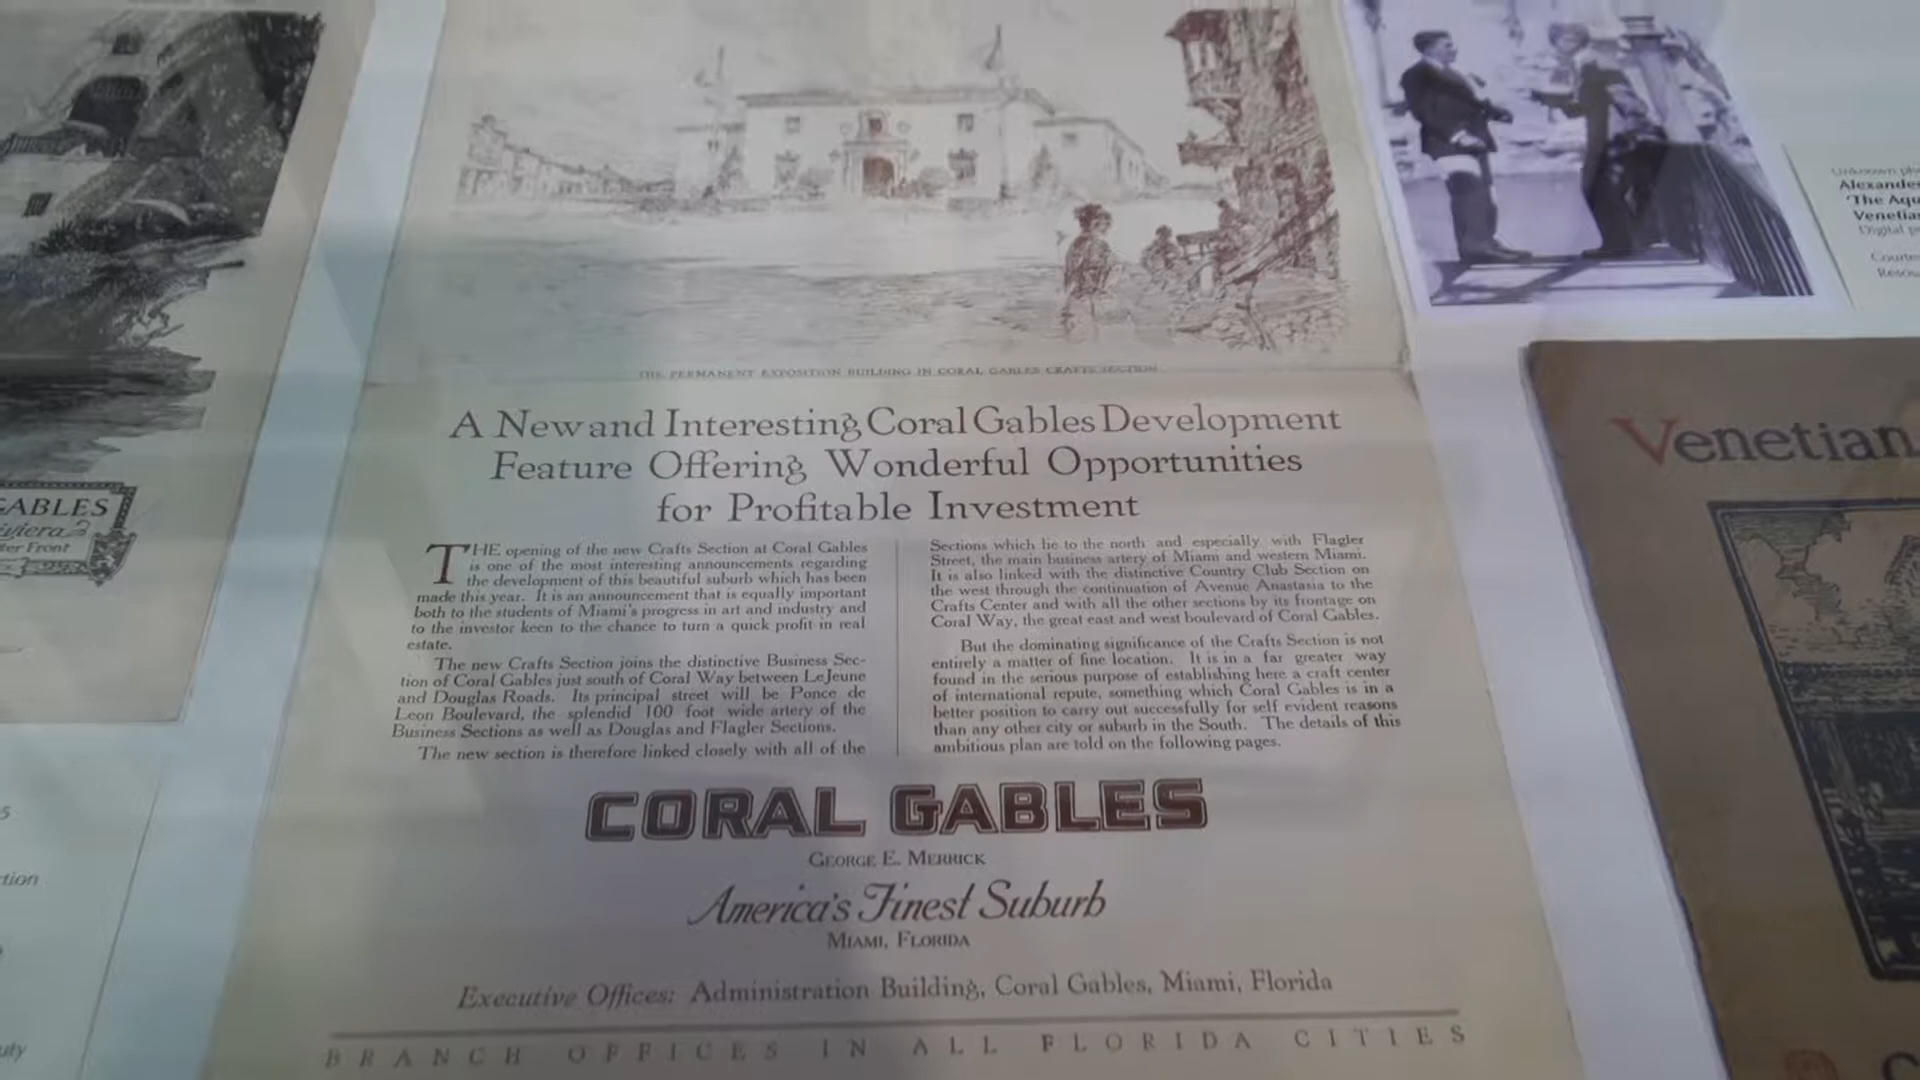 THE PERMANENT EXPOSITION BUILDING IN CORAL GABLES CRAFTS SECTION
A New and Interesting Coral Gables Development
Feature Offering Wonderful Opportunities
for Profitable Investment
THE opening of the new Crafts Section at Coral Gables
is one of the most interesting announcements regarding
the development of this beautiful suburb which has been
made this year. It is an announcement that is equally important
both to the students of Miami's progress in art and industry and
to the investor keen to the chance to turn a quick profit in real
estate.
The new Crafts Section joins the distinctive Business Sec-
tion of Coral Gables just south of Coral Way between LeJeune
and Douglas Roads. Its principal street will be Ponce de
Leon Boulevard, the splendid 100 foot wide artery of the
Business Sections as well as Douglas and Flagler Sections.
The new section is therefore linked closely with all of the
Sections which lie to the north and especially with Flagler
Street, the main business artery of Miami and western Miami.
It is also linked with the distinctive Country Club Section on
the west through the continuation of Avenue Anastasia to the
Crafts Center and with all the other sections by its frontage on
Coral Way, the great east and west boulevard of Coral Gables.
But the dominating significance of the Crafts Section is not
entirely a matter of fine location. It is in a far greater way
found in the serious purpose of establishing here a craft center
of international repute, something which Coral Gables is in a
better position to carry out successfully for self evident reasons
than any other city or suburb in the South. The details of this
ambitious plan are told on the following pages.
CORAL GABLES
GEORGE E. MERRICK
America's Finest Suburb
MIAMI, FLORIDA
Executive Offices: Administration Building, Coral Gables, Miami, Florida
BRANCH OFFICES IN ALL FLORIDA CITIES
GABLES
Riviera
ter Front
5
tion
uty
Unknown
Alexande
'The Aqu
Venetia
Digital
Courte
Venetian